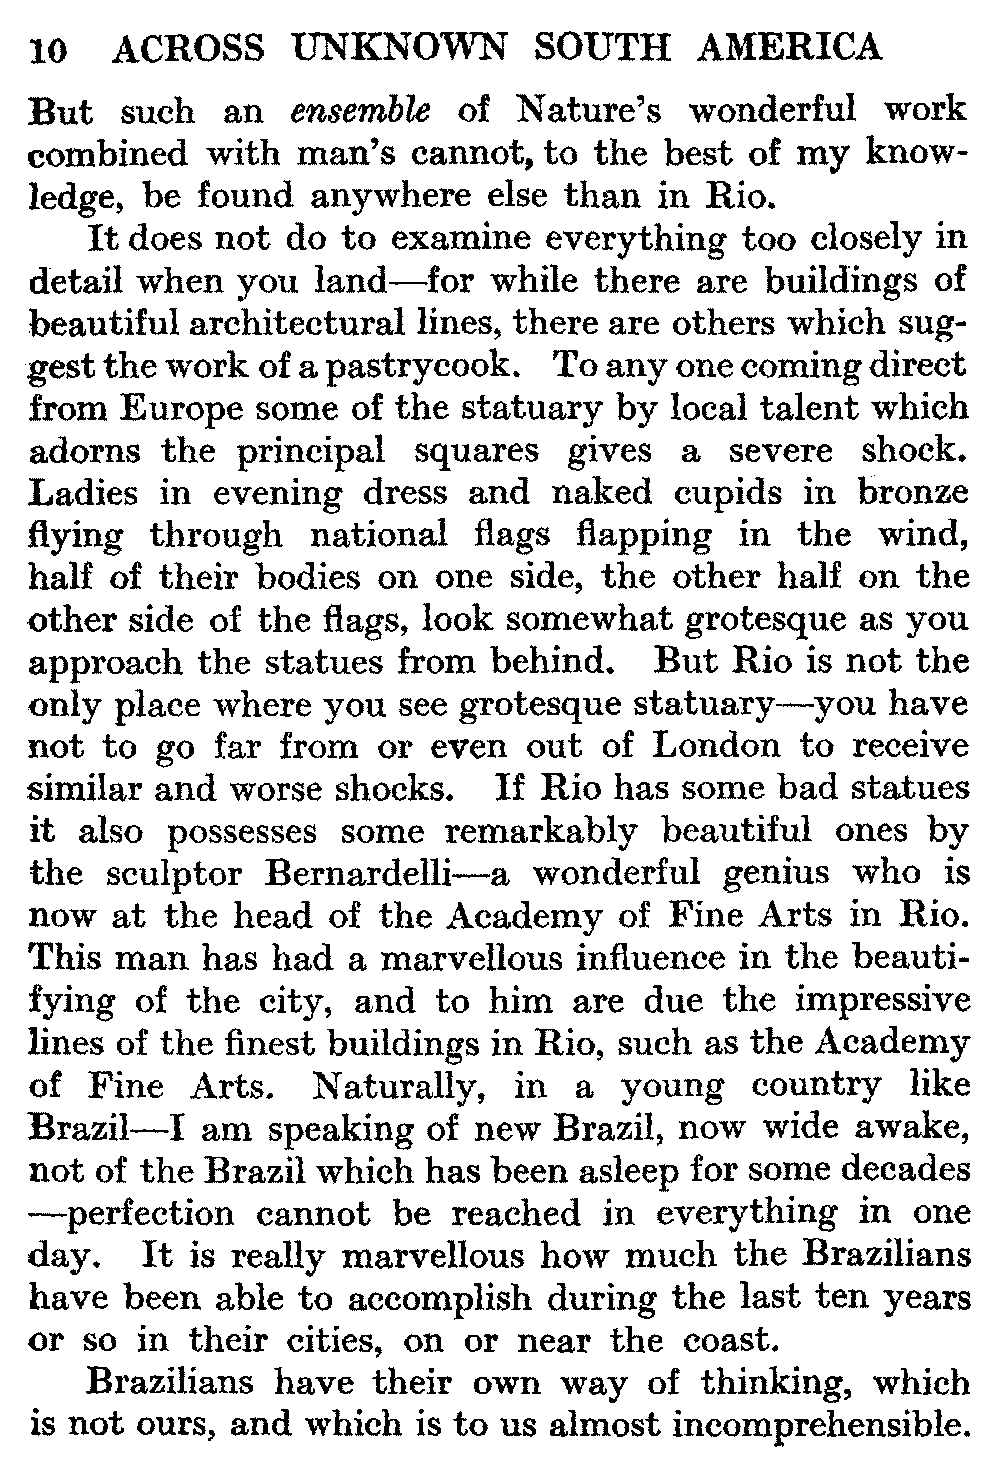 10 ACROSS UNKNOWN SOUTH AMERICA
But such an ensemble of Nature's wonderful work
combined with man's cannot, to the best of my know-
ledge, be found anywhere else than in Rio.
It does not do to examine everything too closely in
detail when you land—for while there are buildings of
beautiful architectural lines, there are others which sug-
gest the work of a pastrycook. To any one coming direct
from Europe some of the statuary by local talent which
adorns the principal squares gives a severe shock.
Ladies in evening dress and naked cupids in bronze
flying through national flags flapping in the wind,
half of their bodies on one side, the other half on the
other side of the flags, look somewhat grotesque as you
approach the statues from behind. But Rio is not the
only place where you see grotesque statuary—you have
not to go far from or even out of London to receive
similar and worse shocks. If Rio has some bad statues
it also possesses some remarkably beautiful ones by
the sculptor Bernardelli—a wonderful genius who is
now at the head of the Academy of Fine Arts in Rio.
This man has had a marvellous influence in the beauti-
fying of the city, and to him are due the impressive
lines of the finest buildings in Rio, such as the Academy
of Fine Arts. Naturally, in a young country like
Brazil—I am speaking of new Brazil, now wide awake,
not of the Brazil which has been asleep for some decades
—perfection cannot be reached in everything in one
day. It is really marvellous how much the Brazilians
have been able to accomplish during the last ten years
or so in their cities, on or near the coast.
Brazilians have their own way of thinking, which
is not ours, and which is to us almost incomprehensible.